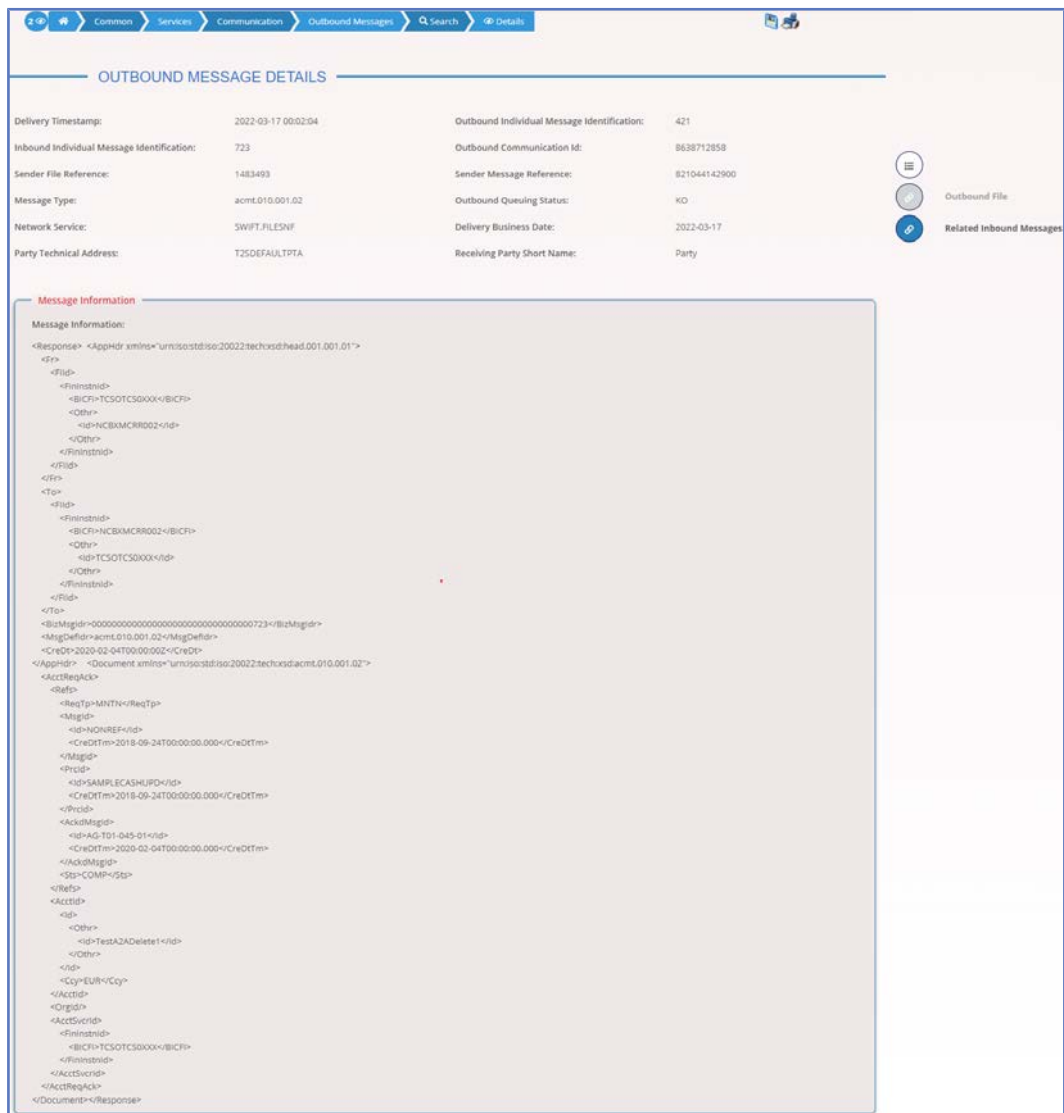 2 Common Services Communication Outbound Messages Search Details
OUTBOUND MESSAGE DETAILS
Delivery Timestamp: 2022-03-17 00:02:04 Outbound Individual Message Identification: 421
Inbound Individual Message Identification: 723 Outbound Communication Id: 8638712858
Sender File Reference: 1483493 Sender Message Reference: 821044142900
Message Type: acmt.010.001.02 Outbound Queuing Status: KO
Network Service: SWIFT.FILESNF Delivery Business Date: 2022-03-17
Party Technical Address: T2SDEFAULTPTA Receiving Party Short Name: Party
Outbound File
Related Inbound Messages
Message Information
Message Information:
<Response> <AppHdr xmlns="urn:iso:std:iso:20022:tech:xsd:head.001.001.01">
<Fr>
<FIId>
<FinInstnId>
<BICFI>TCSOTCS0XXX</BICFI>
<Othr>
<Id>NCBXMCRR002</Id>
</Othr>
</FinInstnId>
</FIId>
</Fr>
<To>
<FIId>
<FinInstnId>
<BICFI>NCBXMCRR002</BICFI>
<Othr>
<Id>TCSOTCS0XXX</Id>
</Othr>
</FinInstnId>
</FIId>
</To>
<BizMsgIdr>00000000000000000000000000000000723</BizMsgIdr>
<MsgDefIdr>acmt.010.001.02</MsgDefIdr>
<CreDt>2020-02-04T00:00:00Z</CreDt>
</AppHdr> <Document xmlns="urn:iso:std:iso:20022:tech:xsd:acmt.010.001.02">
<AcctReqAck>
<Refs>
<ReqTp>MNTN</ReqTp>
<MsgId>
<Id>NONREF</Id>
<CreDtTm>2018-09-24T00:00:00.000</CreDtTm>
</MsgId>
<PrcId>
<Id>SAMPLECASHUPD</Id>
<CreDtTm>2018-09-24T00:00:00.000</CreDtTm>
</PrcId>
<AckdMsgId>
<Id>AG-T01-045-01</Id>
<CreDtTm>2020-02-04T00:00:00.000</CreDtTm>
</AckdMsgId>
<Sts>COMP</Sts>
</Refs>
<AcctId>
<Id>
<Othr>
<Id>TestA2ADelete1</Id>
</Othr>
</Id>
<Ccy>EUR</Ccy>
</AcctId>
<OrgId/>
<AcctSvcrId>
<FinInstnId>
<BICFI>TCSOTCS0XXX</BICFI>
</FinInstnId>
</AcctSvcrId>
</AcctReqAck>
</Document></Response>